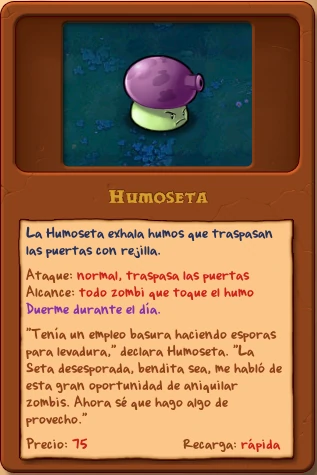 Humoseta
La Humoseta exhala humos que traspasan
las puertas con rejilla.
Ataque: normal, traspasa las puertas
Alcance: todo zombi que toque el humo
Duerme durante el día.
"Tenía un empleo basura haciendo esporas
para levadura," declara Humoseta. "La
Seta desesporada, bendita sea, me habló de
esta gran oportunidad de aniquilar
zombis. Ahora sé que hago algo de
provecho."
Precio: 75 Recarga: rápida